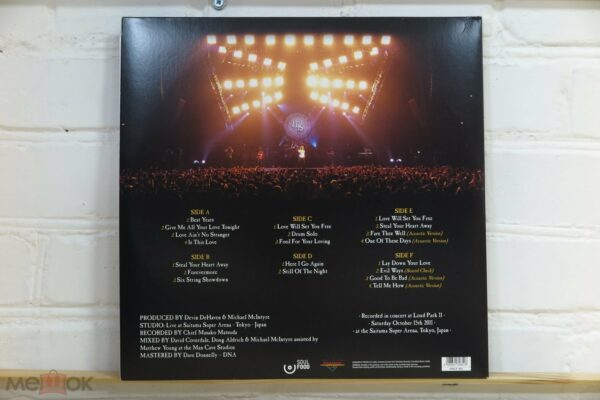 SIDE A
1 Best Years
2 Give Me All Your Love Tonight
3 Love Ain't No Stranger
4 Is This Love
SIDE B
1 Steal Your Heart Away
2 Forevermore
3 Six String Showdown
SIDE C
1 Love Will Set You Free
2 Drum Solo
3 Fool For Your Loving
SIDE D
1 Here I Go Again
2 Still Of The Night
SIDE E
1 Love Will Set You Free
2 Steal Your Heart Away
3 Fare Thee Well (Acoustic Version)
4 One Of These Days (Acoustic Version)
SIDE F
1 Lay Down Your Love
2 Evil Ways (Sound Check)
3 Good To Be Bad (Acoustic Version)
4 Tell Me How (Acoustic Version)
PRODUCED BY Devin DeHaven & Michael McIntyre
STUDIO: Live at Saitama Super Arena - Tokyo - Japan
RECORDED BY Chief Masako Matsuda
MIXED BY David Coverdale, Doug Aldrich & Michael McIntyre assisted by
Matthew Young at the Man Cave Studios
MASTERED BY Dave Donnelly - DNA
- Recorded in concert at Loud Park 11 -
- Saturday October 15th 2011 -
- at the Saitama Super Arena, Tokyo, Japan -
SOUL
FOOD
МЕШОК